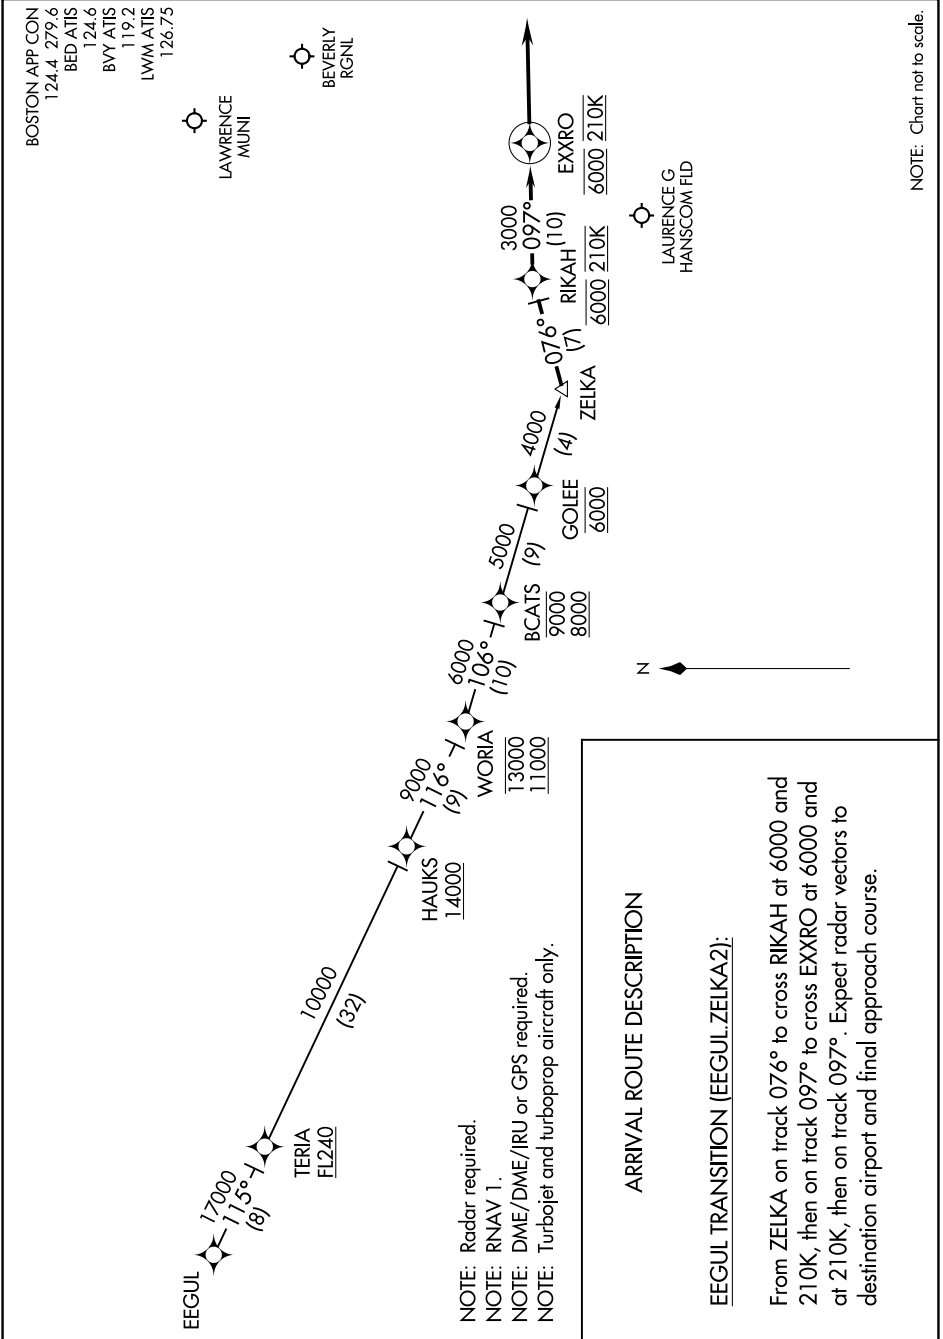 BOSTON APP CON
124.4 279.6
BED ATIS
124.6
BVY ATIS
119.2
LWM ATIS
126.75
LAWRENCE
MUNI
BEVERLY
RGNL
EEGUL
17000
115°
(8)
TERIA
FL240
10000
(32)
HAUKS
14000
9000
116°
(9)
WORIA
13000
11000
6000
106°
(10)
BCATS
9000
8000
5000
(9)
GOLEE
6000
4000
(4)
ZELKA
076°
(7)
RIKAH
6000 210K
3000
097°
(10)
EXXRO
6000 210K
LAURENCE G
HANSCOM FLD
N
NOTE: Radar required.
NOTE: RNAV 1.
NOTE: DME/DME/IRU or GPS required.
NOTE: Turbojet and turboprop aircraft only.
ARRIVAL ROUTE DESCRIPTION
EEGUL TRANSITION (EEGUL.ZELKA2):
From ZELKA on track 076° to cross RIKAH at 6000 and
210K, then on track 097° to cross EXXRO at 6000 and
at 210K, then on track 097°. Expect radar vectors to
destination airport and final approach course.
NOTE: Chart not to scale.